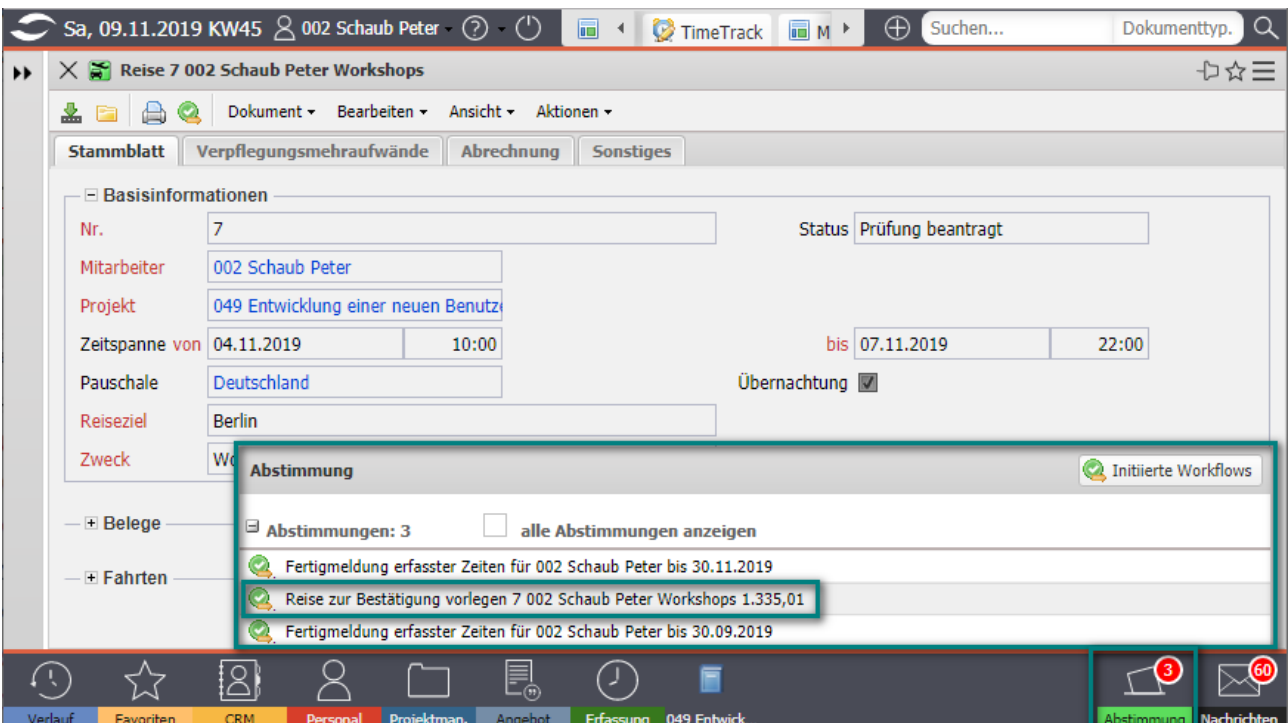 Sa, 09.11.2019 KW45 002 Schaub Peter TimeTrack M Suchen... Dokumenttyp.
Reise 7 002 Schaub Peter Workshops
Dokument Bearbeiten Ansicht Aktionen
Stammblatt Verpflegungsmehraufwände Abrechnung Sonstiges
Basisinformationen
Nr. 7 Status Prüfung beantragt
Mitarbeiter 002 Schaub Peter
Projekt 049 Entwicklung einer neuen Benutze
Zeitspanne von 04.11.2019 10:00 bis 07.11.2019 22:00
Pauschale Deutschland Übernachtung
Reiseziel Berlin
Zweck Wo
Abstimmung Initiierte Workflows
Belege
Abstimmungen: 3 alle Abstimmungen anzeigen
Fertigmeldung erfasster Zeiten für 002 Schaub Peter bis 30.11.2019
Fahrten
Reise zur Bestätigung vorlegen 7 002 Schaub Peter Workshops 1.335,01
Fertigmeldung erfasster Zeiten für 002 Schaub Peter bis 30.09.2019
3 60
Verlauf Favoriten CRM Personal Projektman. Angebot Erfassung 049 Entwick Abstimmung Nachrichten